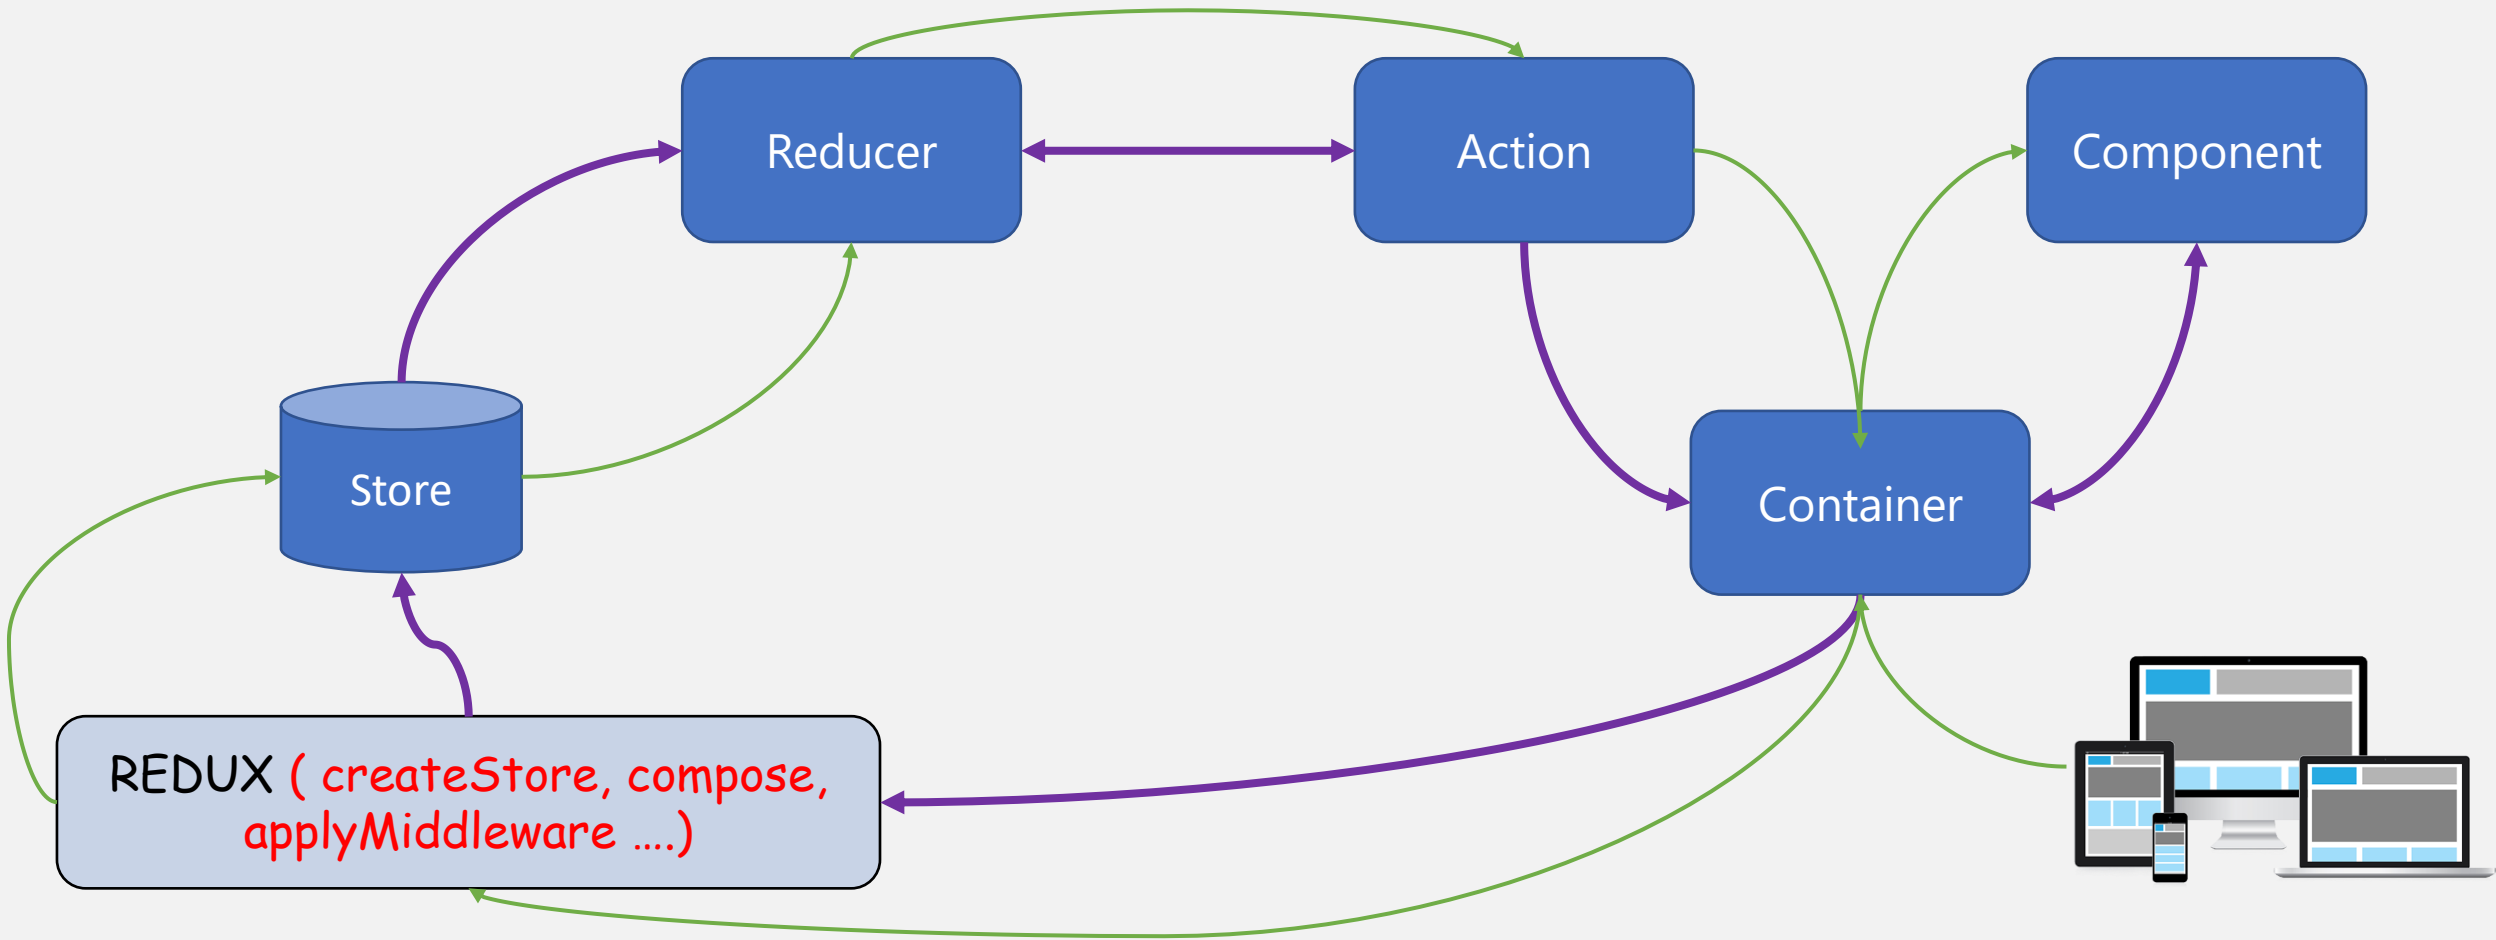 Reducer
Action
Component
Store
Container
REDUX ( createStore, compose,
applyMiddleware ....)